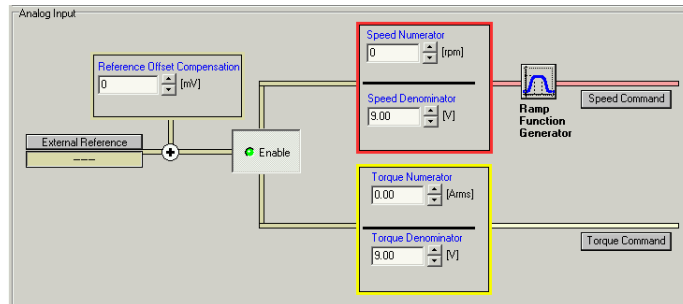 Analog Input
Reference Offset Compensation
0 [mV]
External Reference
---
Enable
Speed Numerator
0 [rpm]
Speed Denominator
9.00 [V]
Ramp
Function
Generator
Speed Command
Torque Numerator
0.00 [Arms]
Torque Denominator
9.00 [V]
Torque Command